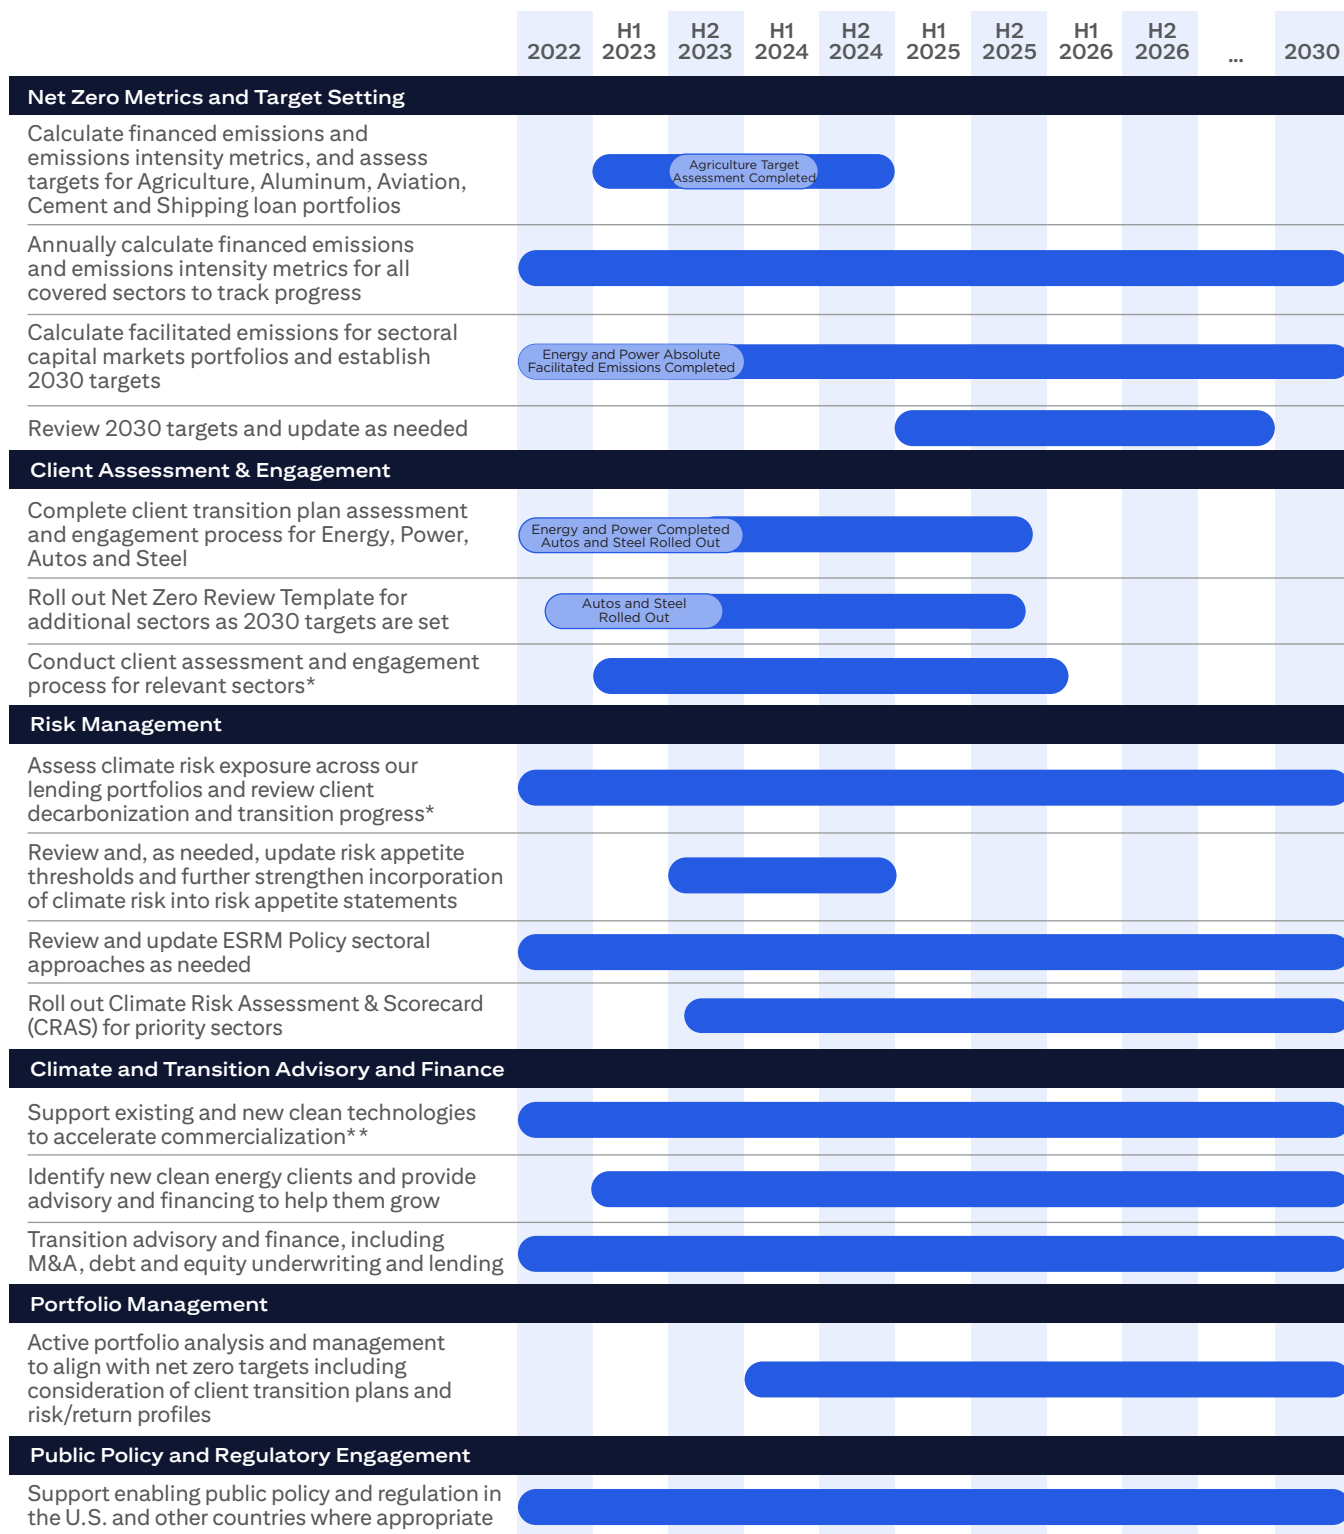 2022
H1
2023
H2
2023
H1
2024
H2
2024
H1
2025
H2
2025
H1
2026
H2
2026
...
2030
Net Zero Metrics and Target Setting
Calculate financed emissions and
emissions intensity metrics, and assess
targets for Agriculture, Aluminum, Aviation,
Cement and Shipping loan portfolios
Agriculture Target
Assessment Completed
Annually calculate financed emissions
and emissions intensity metrics for all
covered sectors to track progress
Calculate facilitated emissions for sectoral
capital markets portfolios and establish
2030 targets
Energy and Power Absolute
Facilitated Emissions Completed
Review 2030 targets and update as needed
Client Assessment & Engagement
Complete client transition plan assessment
and engagement process for Energy, Power,
Autos and Steel
Energy and Power Completed
Autos and Steel Rolled Out
Roll out Net Zero Review Template for
additional sectors as 2030 targets are set
Autos and Steel
Rolled Out
Conduct client assessment and engagement
process for relevant sectors*
Risk Management
Assess climate risk exposure across our
lending portfolios and review client
decarbonization and transition progress*
Review and, as needed, update risk appetite
thresholds and further strengthen incorporation
of climate risk into risk appetite statements
Review and update ESRM Policy sectoral
approaches as needed
Roll out Climate Risk Assessment & Scorecard
(CRAS) for priority sectors
Climate and Transition Advisory and Finance
Support existing and new clean technologies
to accelerate commercialization**
Identify new clean energy clients and provide
advisory and financing to help them grow
Transition advisory and finance, including
M&A, debt and equity underwriting and lending
Portfolio Management
Active portfolio analysis and management
to align with net zero targets including
consideration of client transition plans and
risk/return profiles
Public Policy and Regulatory Engagement
Support enabling public policy and regulation in
the U.S. and other countries where appropriate